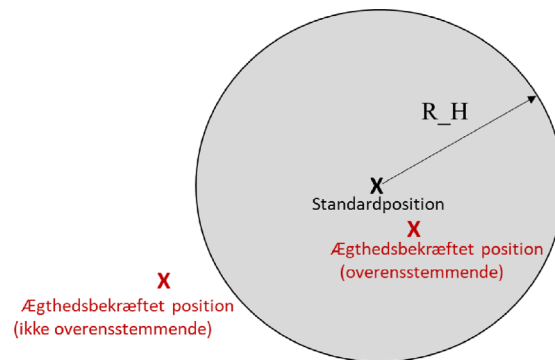 R_H
X
Standardposition
X
Ægthedsbekræftet position
(overensstemmende)
X
Ægthedsbekræftet position
(ikke overensstemmende)